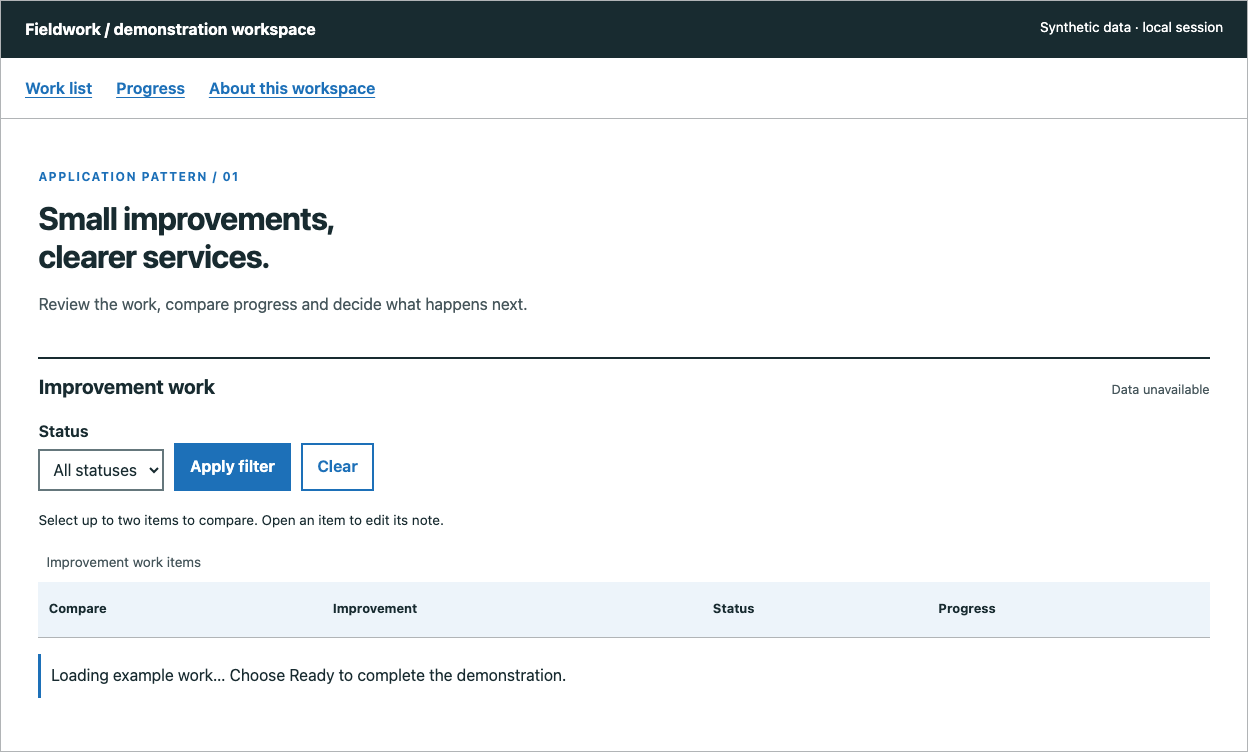 Fieldwork / demonstration workspace
Synthetic data · local session
Work list
Progress
About this workspace
APPLICATION PATTERN / 01
Small improvements,
clearer services.
Review the work, compare progress and decide what happens next.
Improvement work
Data unavailable
Status
All statuses
Apply filter
Clear
Select up to two items to compare. Open an item to edit its note.
Improvement work items
Compare
Improvement
Status
Progress
Loading example work... Choose Ready to complete the demonstration.